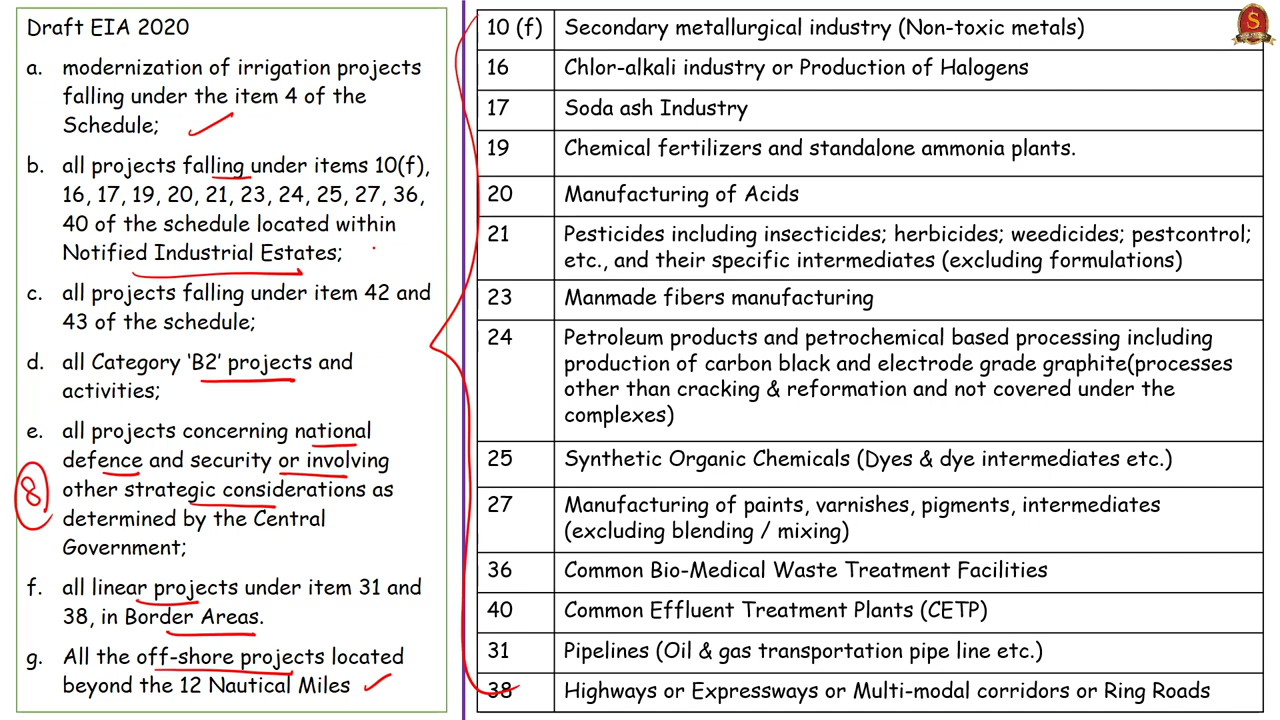 Draft EIA 2020
a. modernization of irrigation projects
falling under the item 4 of the
Schedule;
b. all projects falling under items 10(f),
16, 17, 19, 20, 21, 23, 24, 25, 27, 36,
40 of the schedule located within
Notified Industrial Estates;
c. all projects falling under item 42 and
43 of the schedule;
d. all Category ‘B2’ projects and
activities;
e. all projects concerning national
defence and security or involving
8
other strategic considerations as
determined by the Central
Government;
f. all linear projects under item 31 and
38, in Border Areas.
g. All the off-shore projects located
beyond the 12 Nautical Miles
10 (f) Secondary metallurgical industry (Non-toxic metals)
16 Chlor-alkali industry or Production of Halogens
17 Soda ash Industry
19 Chemical fertilizers and standalone ammonia plants.
20 Manufacturing of Acids
21 Pesticides including insecticides; herbicides; weedicides; pestcontrol;
etc., and their specific intermediates (excluding formulations)
23 Manmade fibers manufacturing
24 Petroleum products and petrochemical based processing including
production of carbon black and electrode grade graphite(processes
other than cracking & reformation and not covered under the
complexes)
25 Synthetic Organic Chemicals (Dyes & dye intermediates etc.)
27 Manufacturing of paints, varnishes, pigments, intermediates
(excluding blending / mixing)
36 Common Bio-Medical Waste Treatment Facilities
40 Common Effluent Treatment Plants (CETP)
31 Pipelines (Oil & gas transportation pipe line etc.)
38 Highways or Expressways or Multi-modal corridors or Ring Roads
S